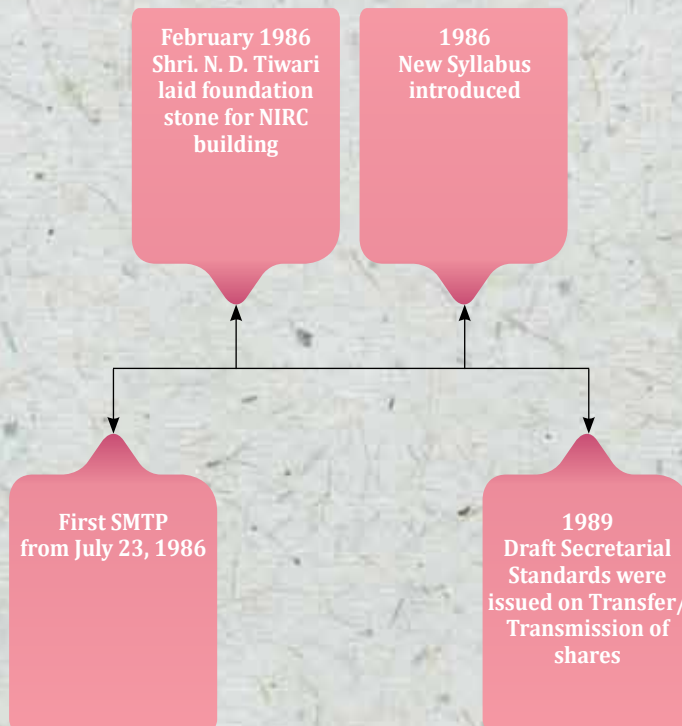 February 1986
Shri. N. D. Tiwari
laid foundation
stone for NIRC
building
1986
New Syllabus
introduced
First SMTP
from July 23, 1986
1989
Draft Secretarial
Standards were
issued on Transfer/
Transmission of
shares